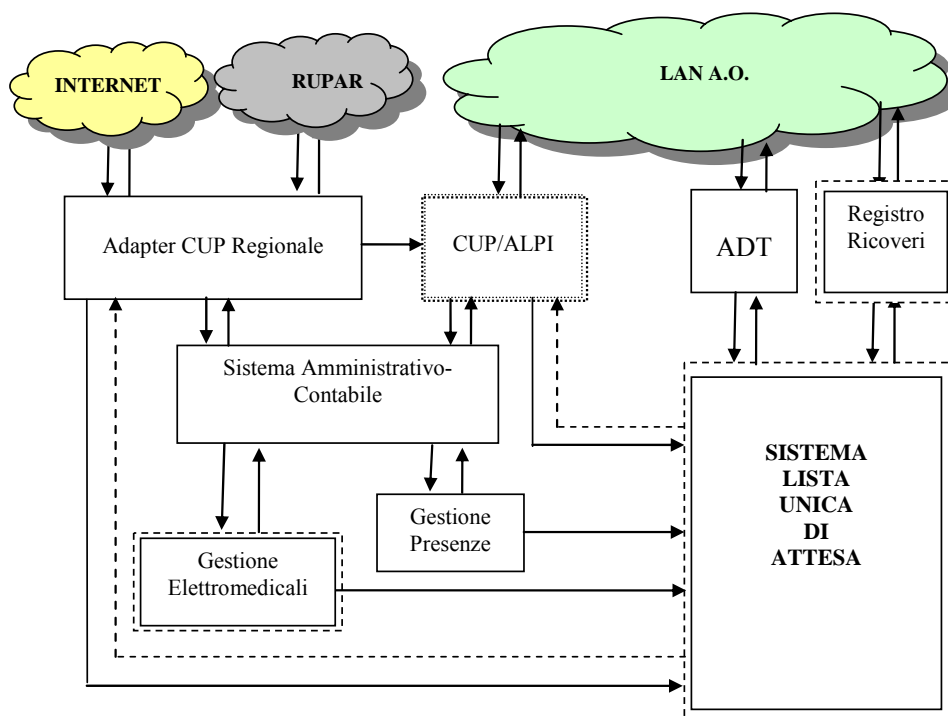 INTERNET
RUPAR
LAN A.O.
Adapter CUP Regionale
CUP/ALPI
ADT
Registro
Ricoveri
Sistema Amministrativo-
Contabile
Gestione
Presenze
Gestione
Elettromedicali
SISTEMA
LISTA
UNICA
DI
ATTESA